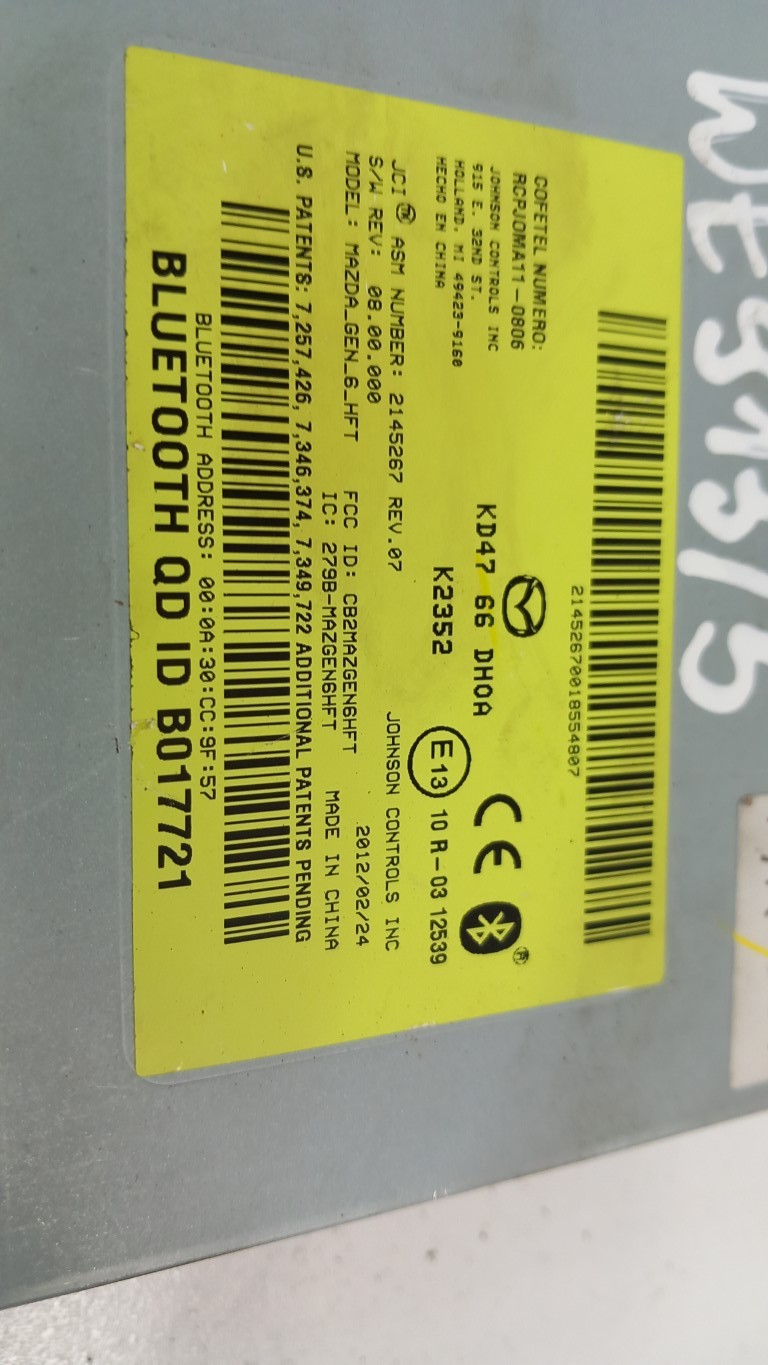 21452670018554807
COFETEL NUMERO:
RCPJOMA11-0806
JOHNSON CONTROLS INC
915 E. 32ND ST.
HOLLAND, MI 49423-9160
HECHO EN CHINA
KD47 66 DH0A
K2352
CE
E13 10 R-03 12539
JCI ASM NUMBER: 2145267 REV.07
JOHNSON CONTROLS INC
S/W REV: 08.00.000
2012/02/24
MODEL: MAZDA_GEN_6_HFT
FCC ID: CB2MAZGEN6HFT
IC: 279B-MAZGEN6HFT
MADE IN CHINA
U.S. PATENTS: 7,257,426, 7,346,374, 7,349,722 ADDITIONAL PATENTS PENDING
BLUETOOTH ADDRESS: 00:0A:30:CC:9F:57
BLUETOOTH QD ID B017721